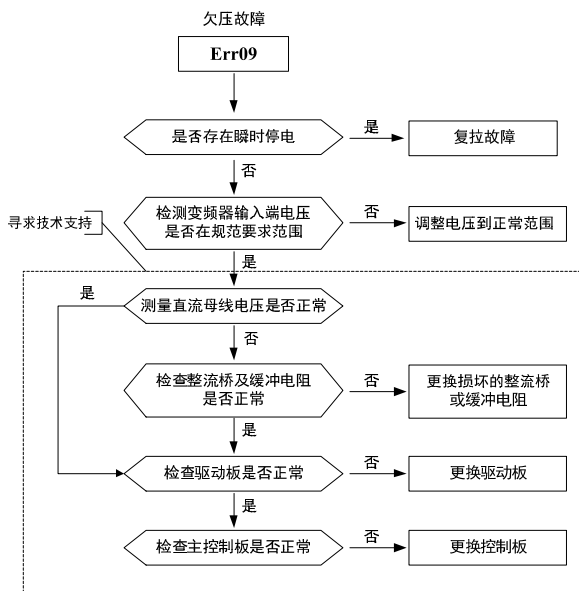 欠压故障
Err09
是否存在瞬时停电
是
复拉故障
否
检测变频器输入端电压
是否在规范要求范围
否
调整电压到正常范围
寻求技术支持
是
是
测量直流母线电压是否正常
否
检查整流桥及缓冲电阻
是否正常
否
更换损坏的整流桥
或缓冲电阻
是
检查驱动板是否正常
否
更换驱动板
是
检查主控制板是否正常
否
更换控制板